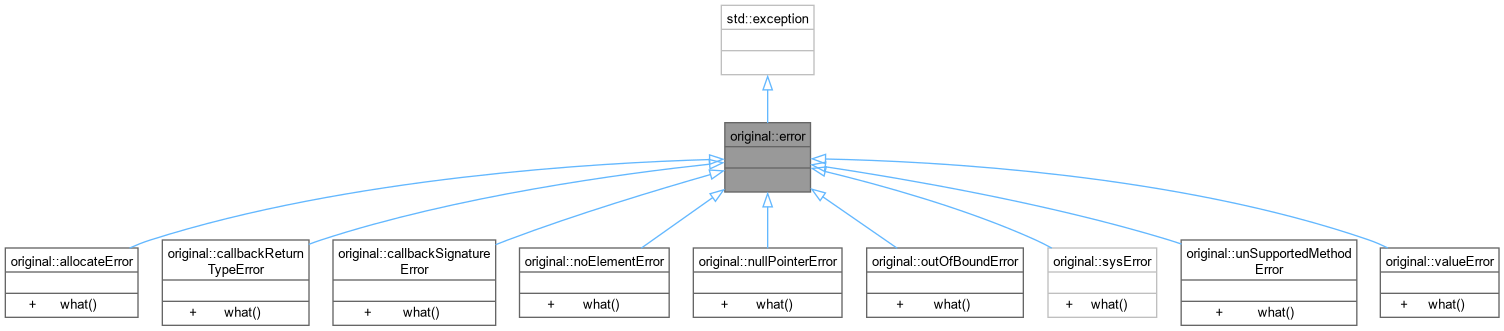 std::exception
original::error
original::allocateError
+ what()
original::callbackReturn
TypeError
+ what()
original::callbackSignature
Error
+ what()
original::noElementError
+ what()
original::nullPointerError
+ what()
original::outOfBoundError
+ what()
original::sysError
+ what()
original::unSupportedMethod
Error
+ what()
original::valueError
+ what()